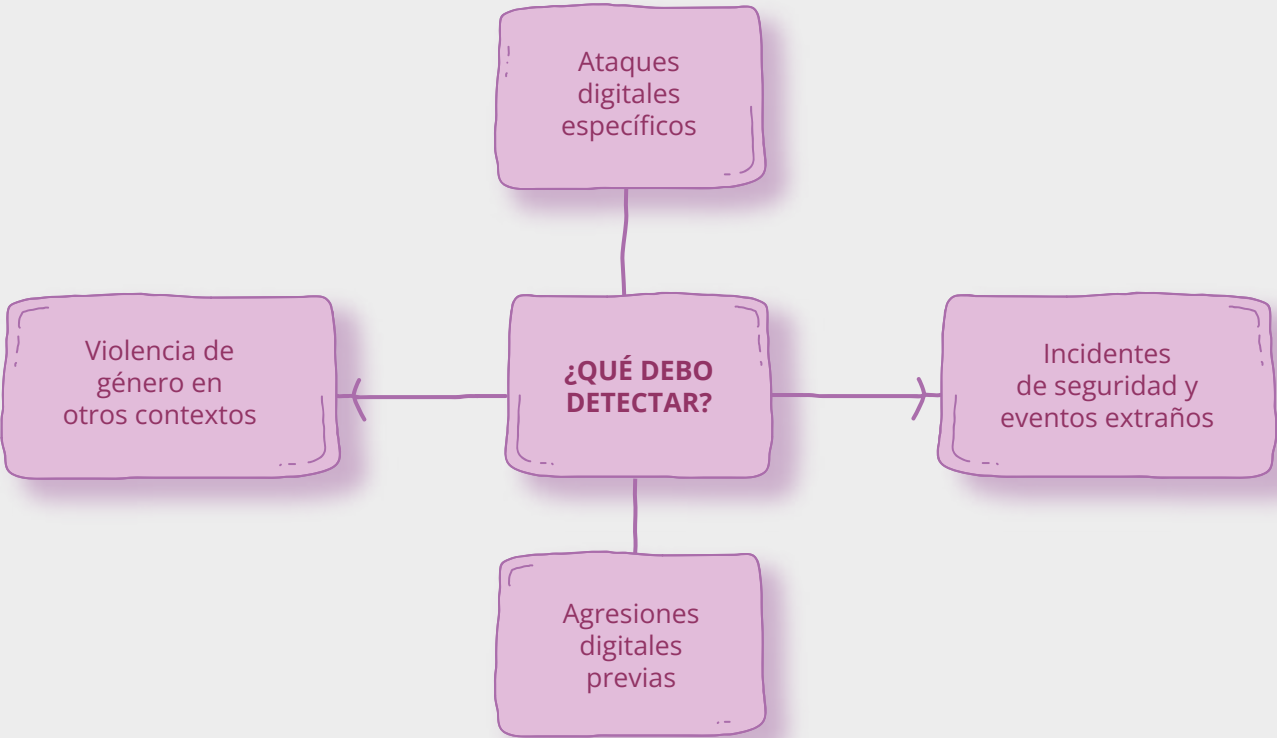 Ataques
digitales
específicos
Violencia de
género en
otros contextos
¿QUÉ DEBO
DETECTAR?
Incidentes
de seguridad y
eventos extraños
Agresiones
digitales
previas